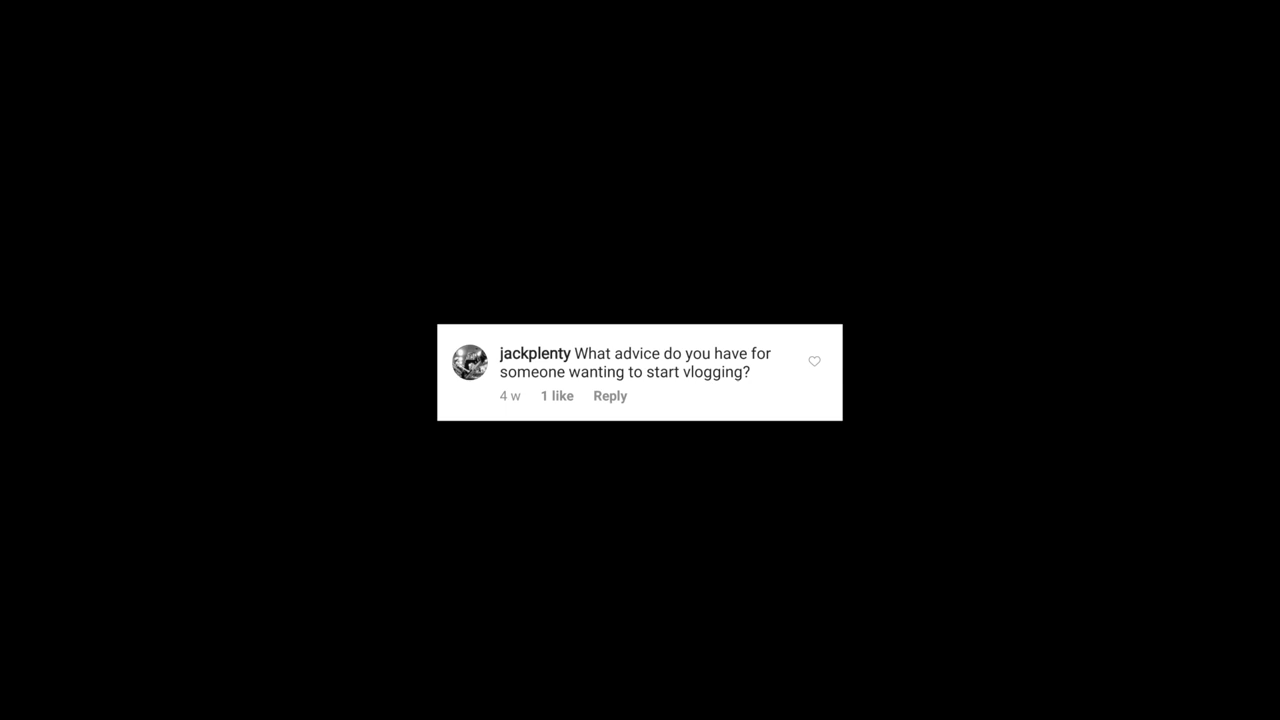 jackplenty What advice do you have for
someone wanting to start vlogging?
4 w 1 like Reply